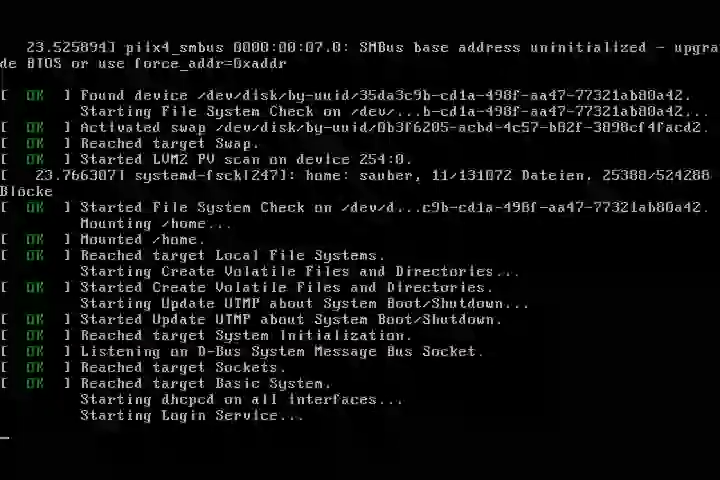 23.525894] piix4_smbus 0000:00:07.0: SMBus base address uninitialized - upgra
de BIOS or use force_addr=0xaddr
[  OK  ] Found device /dev/disk/by-uuid/35da3c9b-cd1a-498f-aa47-77321ab80a42.
Starting File System Check on /dev/...b-cd1a-498f-aa47-77321ab80a42...
[  OK  ] Activated swap /dev/disk/by-uuid/0b3f6205-acbd-4c57-b82f-3898cf4facd2.
[  OK  ] Reached target Swap.
[  OK  ] Started LVM2 PV scan on device 254:0.
[   23.766307] systemd-fsck[247]: home: sauber, 11/131072 Dateien, 25388/524288
Blöcke
[  OK  ] Started File System Check on /dev/d...c9b-cd1a-498f-aa47-77321ab80a42.
Mounting /home...
[  OK  ] Mounted /home.
[  OK  ] Reached target Local File Systems.
Starting Create Volatile Files and Directories...
[  OK  ] Started Create Volatile Files and Directories.
Starting Update UTMP about System Boot/Shutdown...
[  OK  ] Started Update UTMP about System Boot/Shutdown.
[  OK  ] Reached target System Initialization.
[  OK  ] Listening on D-Bus System Message Bus Socket.
[  OK  ] Reached target Sockets.
[  OK  ] Reached target Basic System.
Starting dhcpcd on all interfaces...
Starting Login Service...